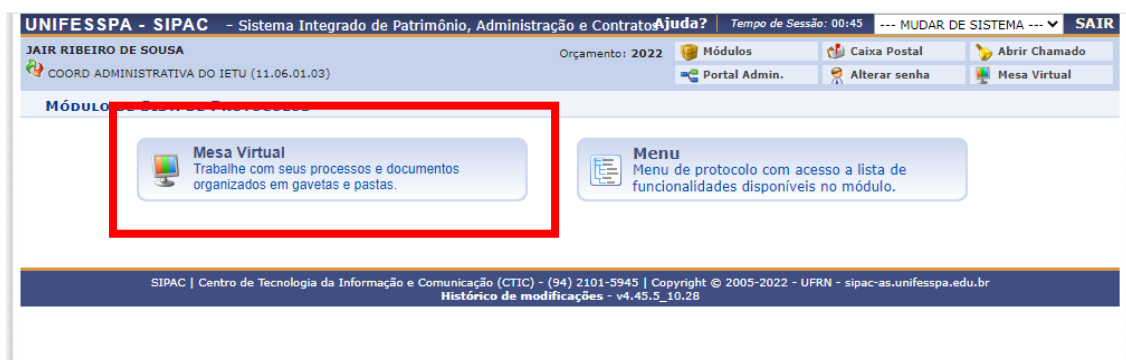 UNIFESSPA - SIPAC - Sistema Integrado de Patrimônio, Administração e Contratos Ajuda? Tempo de Sessão: 00:45 --- MUDAR DE SISTEMA --- SAIR
JAIR RIBEIRO DE SOUSA Orçamento: 2022 Módulos Caixa Postal Abrir Chamado
COORD ADMINISTRATIVA DO IETU (11.06.01.03) Portal Admin. Alterar senha Mesa Virtual
MÓDULO DE
Mesa Virtual
Trabalhe com seus processos e documentos
organizados em gavetas e pastas.
Menu
Menu de protocolo com acesso a lista de
funcionalidades disponíveis no módulo.
SIPAC | Centro de Tecnologia da Informação e Comunicação (CTIC) - (94) 2101-5945 | Copyright © 2005-2022 - UFRN - sipac-as.unifesspa.edu.br
Histórico de modificações - v4.45.5_10.28